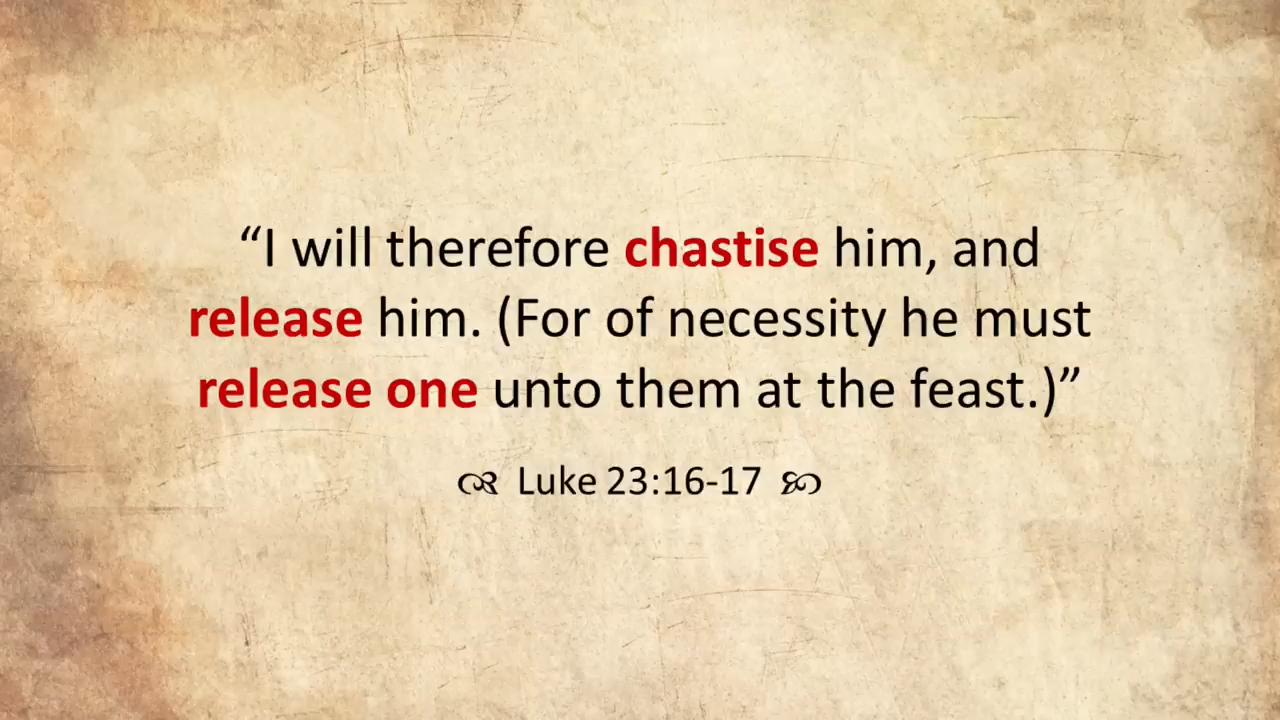 “I will therefore chastise him, and
release him. (For of necessity he must
release one unto them at the feast.)”
Luke 23:16-17